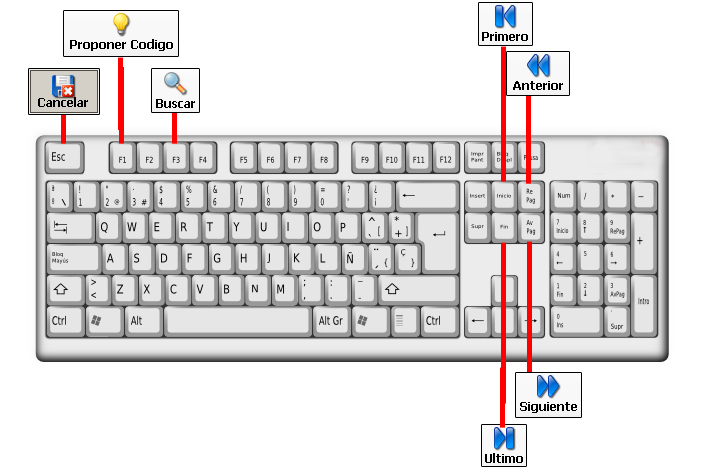 Primero
Proponer Codigo
Anterior
Cancelar
Buscar
Esc F1 F2 F3 F4 F5 F6 F7 F8 F9 F10 F11 F12 Impr Pant
ª º \ ! 1 " 2 @ · 3 # $ 4 % 5 & 6 / 7 ( 8 ) 9 = 0 ? ' ¿ ¡ ← Insert Inicio Re Pag Num / * –
Q W E R T Y U I O P ^ ` [ * + ] Supr Fin Av Pag 7 Inicio 8 ↑ 9 RePag +
Bloq Mayús A S D F G H J K L Ñ ¨ ´ { Ç } 4 ← 5 6 →
> < Z X C V B N M ; , : . _ - 1 Fin 2 ↓ 3 AvPag Intro
Ctrl Alt Alt Gr Ctrl ← → 0 Ins . Supr
Siguiente
Ultimo